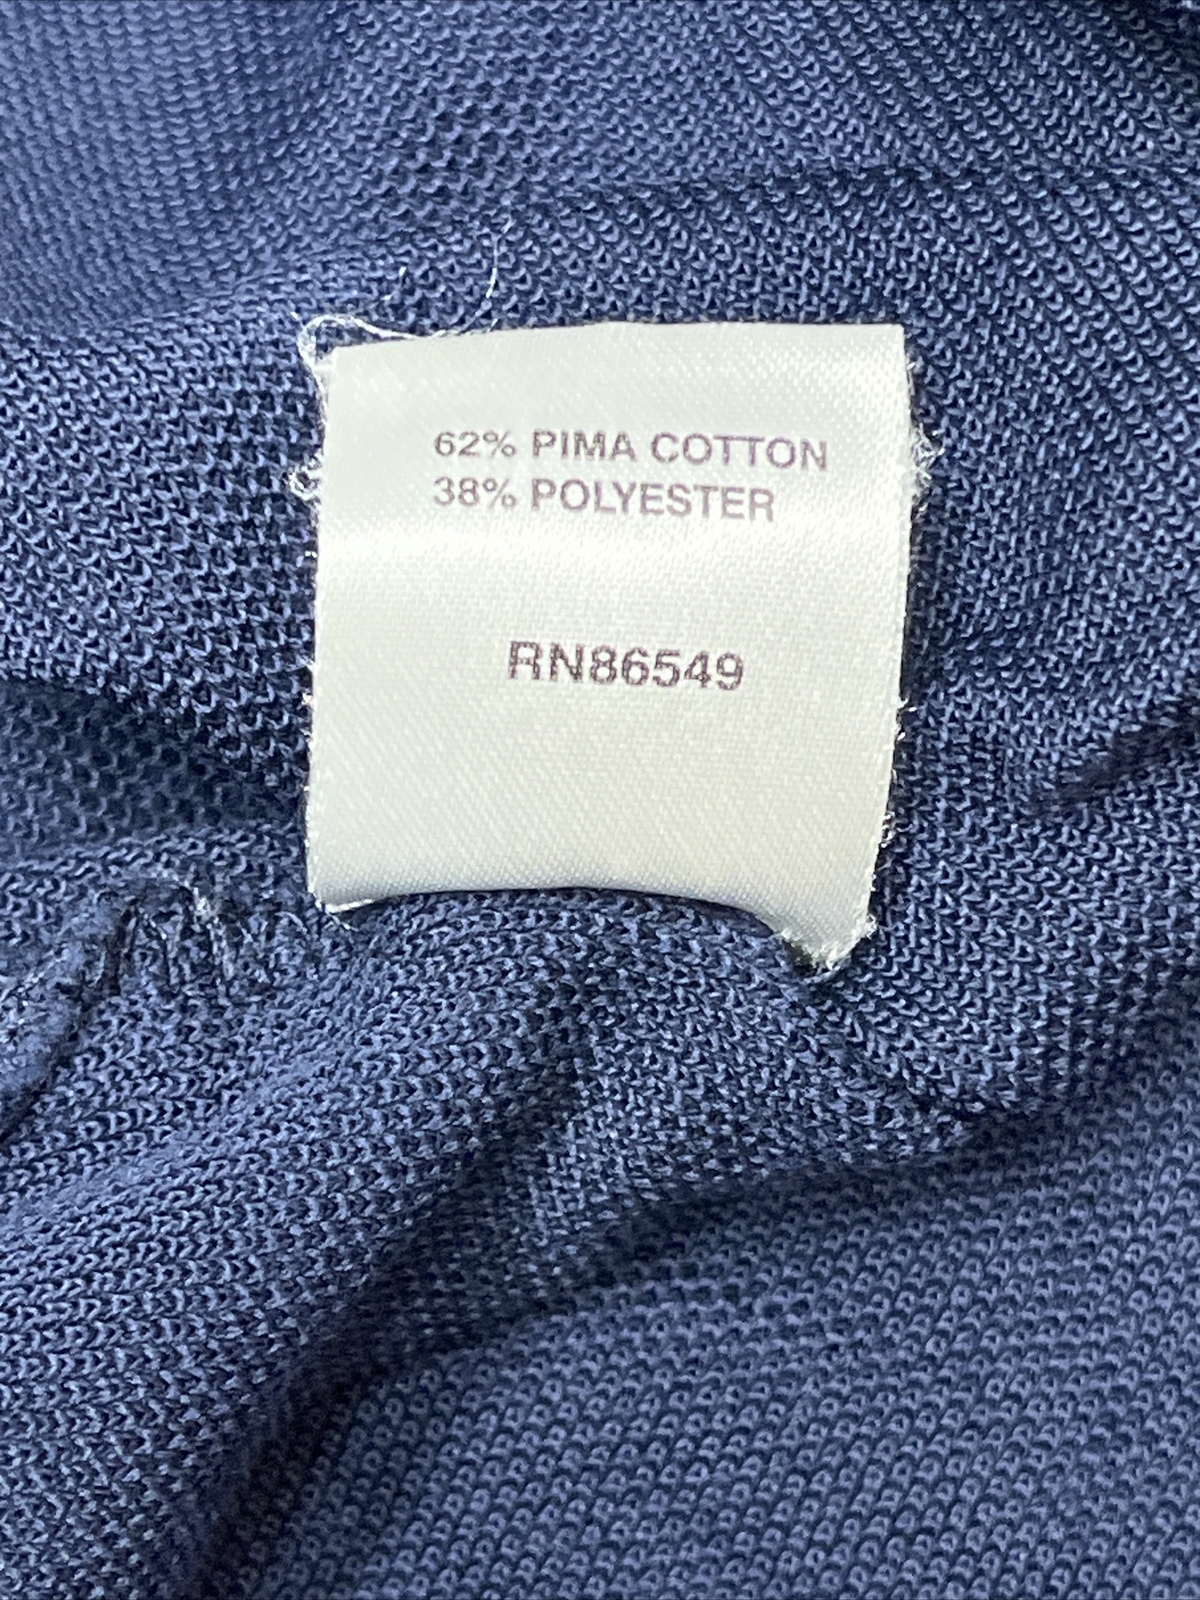 62% PIMA COTTON
38% POLYESTER
RN86549